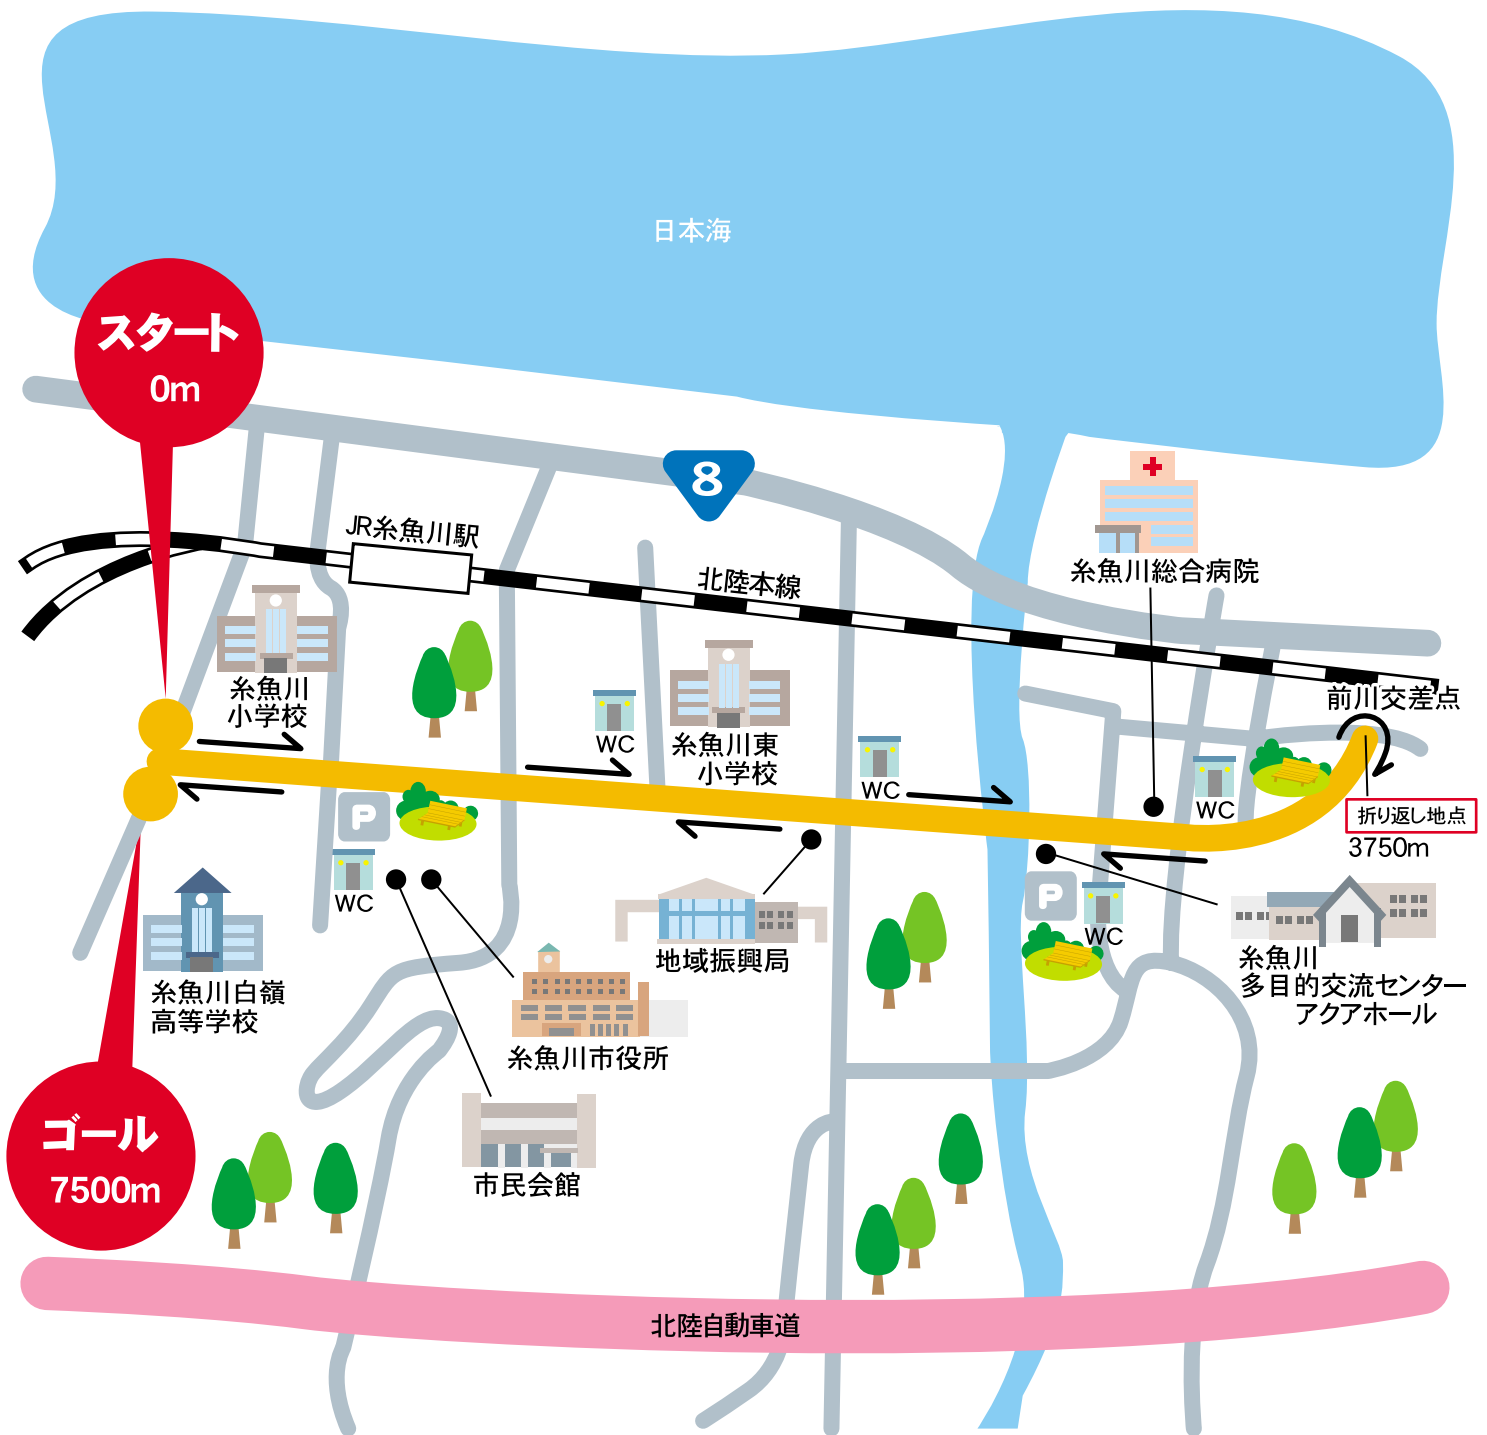 日本海
スタート
0m
8
JR糸魚川駅
北陸本線
糸魚川総合病院
糸魚川
小学校
前川交差点
WC
糸魚川東
小学校
WC
WC
P
折り返し地点
3750m
WC
P
WC
地域振興局
糸魚川
多目的交流センター
アクアホール
糸魚川白嶺
高等学校
糸魚川市役所
ゴール
7500m
市民会館
北陸自動車道